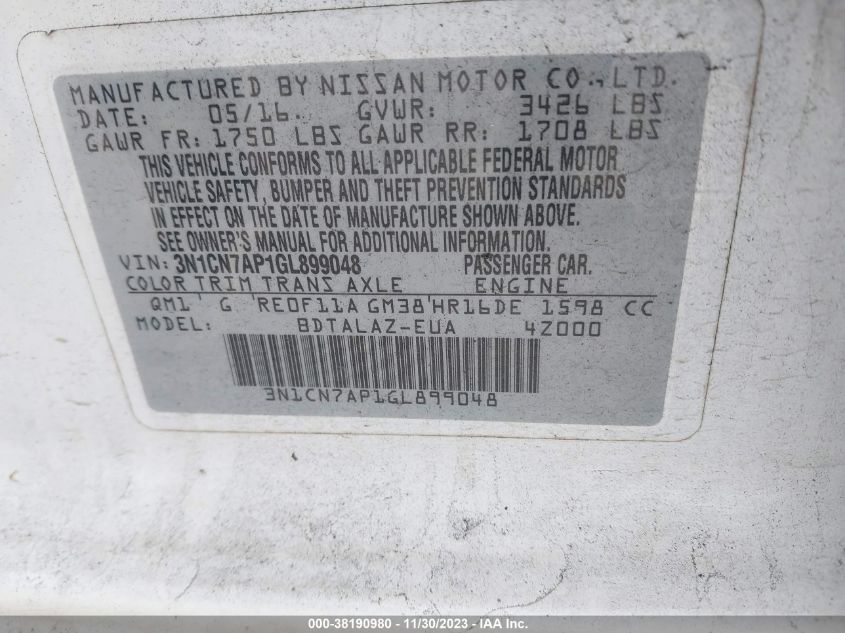 MANUFACTURED BY NISSAN MOTOR CO., LTD.
DATE: 05/16. GVWR: 3426 LBS
GAWR FR: 1750 LBS GAWR RR: 1708 LBS
THIS VEHICLE CONFORMS TO ALL APPLICABLE FEDERAL MOTOR
VEHICLE SAFETY, BUMPER AND THEFT PREVENTION STANDARDS
IN EFFECT ON THE DATE OF MANUFACTURE SHOWN ABOVE.
SEE OWNER'S MANUAL FOR ADDITIONAL INFORMATION.
VIN: 3N1CN7AP1GL899048 PASSENGER CAR.
COLOR TRIM TRANS AXLE ENGINE
QM1 G RE0F11A GM38 HR16DE 1598 CC
MODEL: BDTALAZ-EUA 4Z000
3N1CN7AP1GL899048
000-38190980 - 11/30/2023 - IAA Inc.